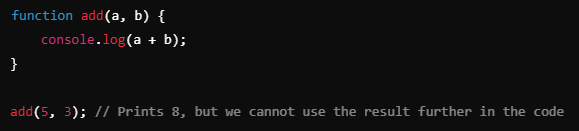 function add(a, b) {
    console.log(a + b);
}
add(5, 3); // Prints 8, but we cannot use the result further in the code